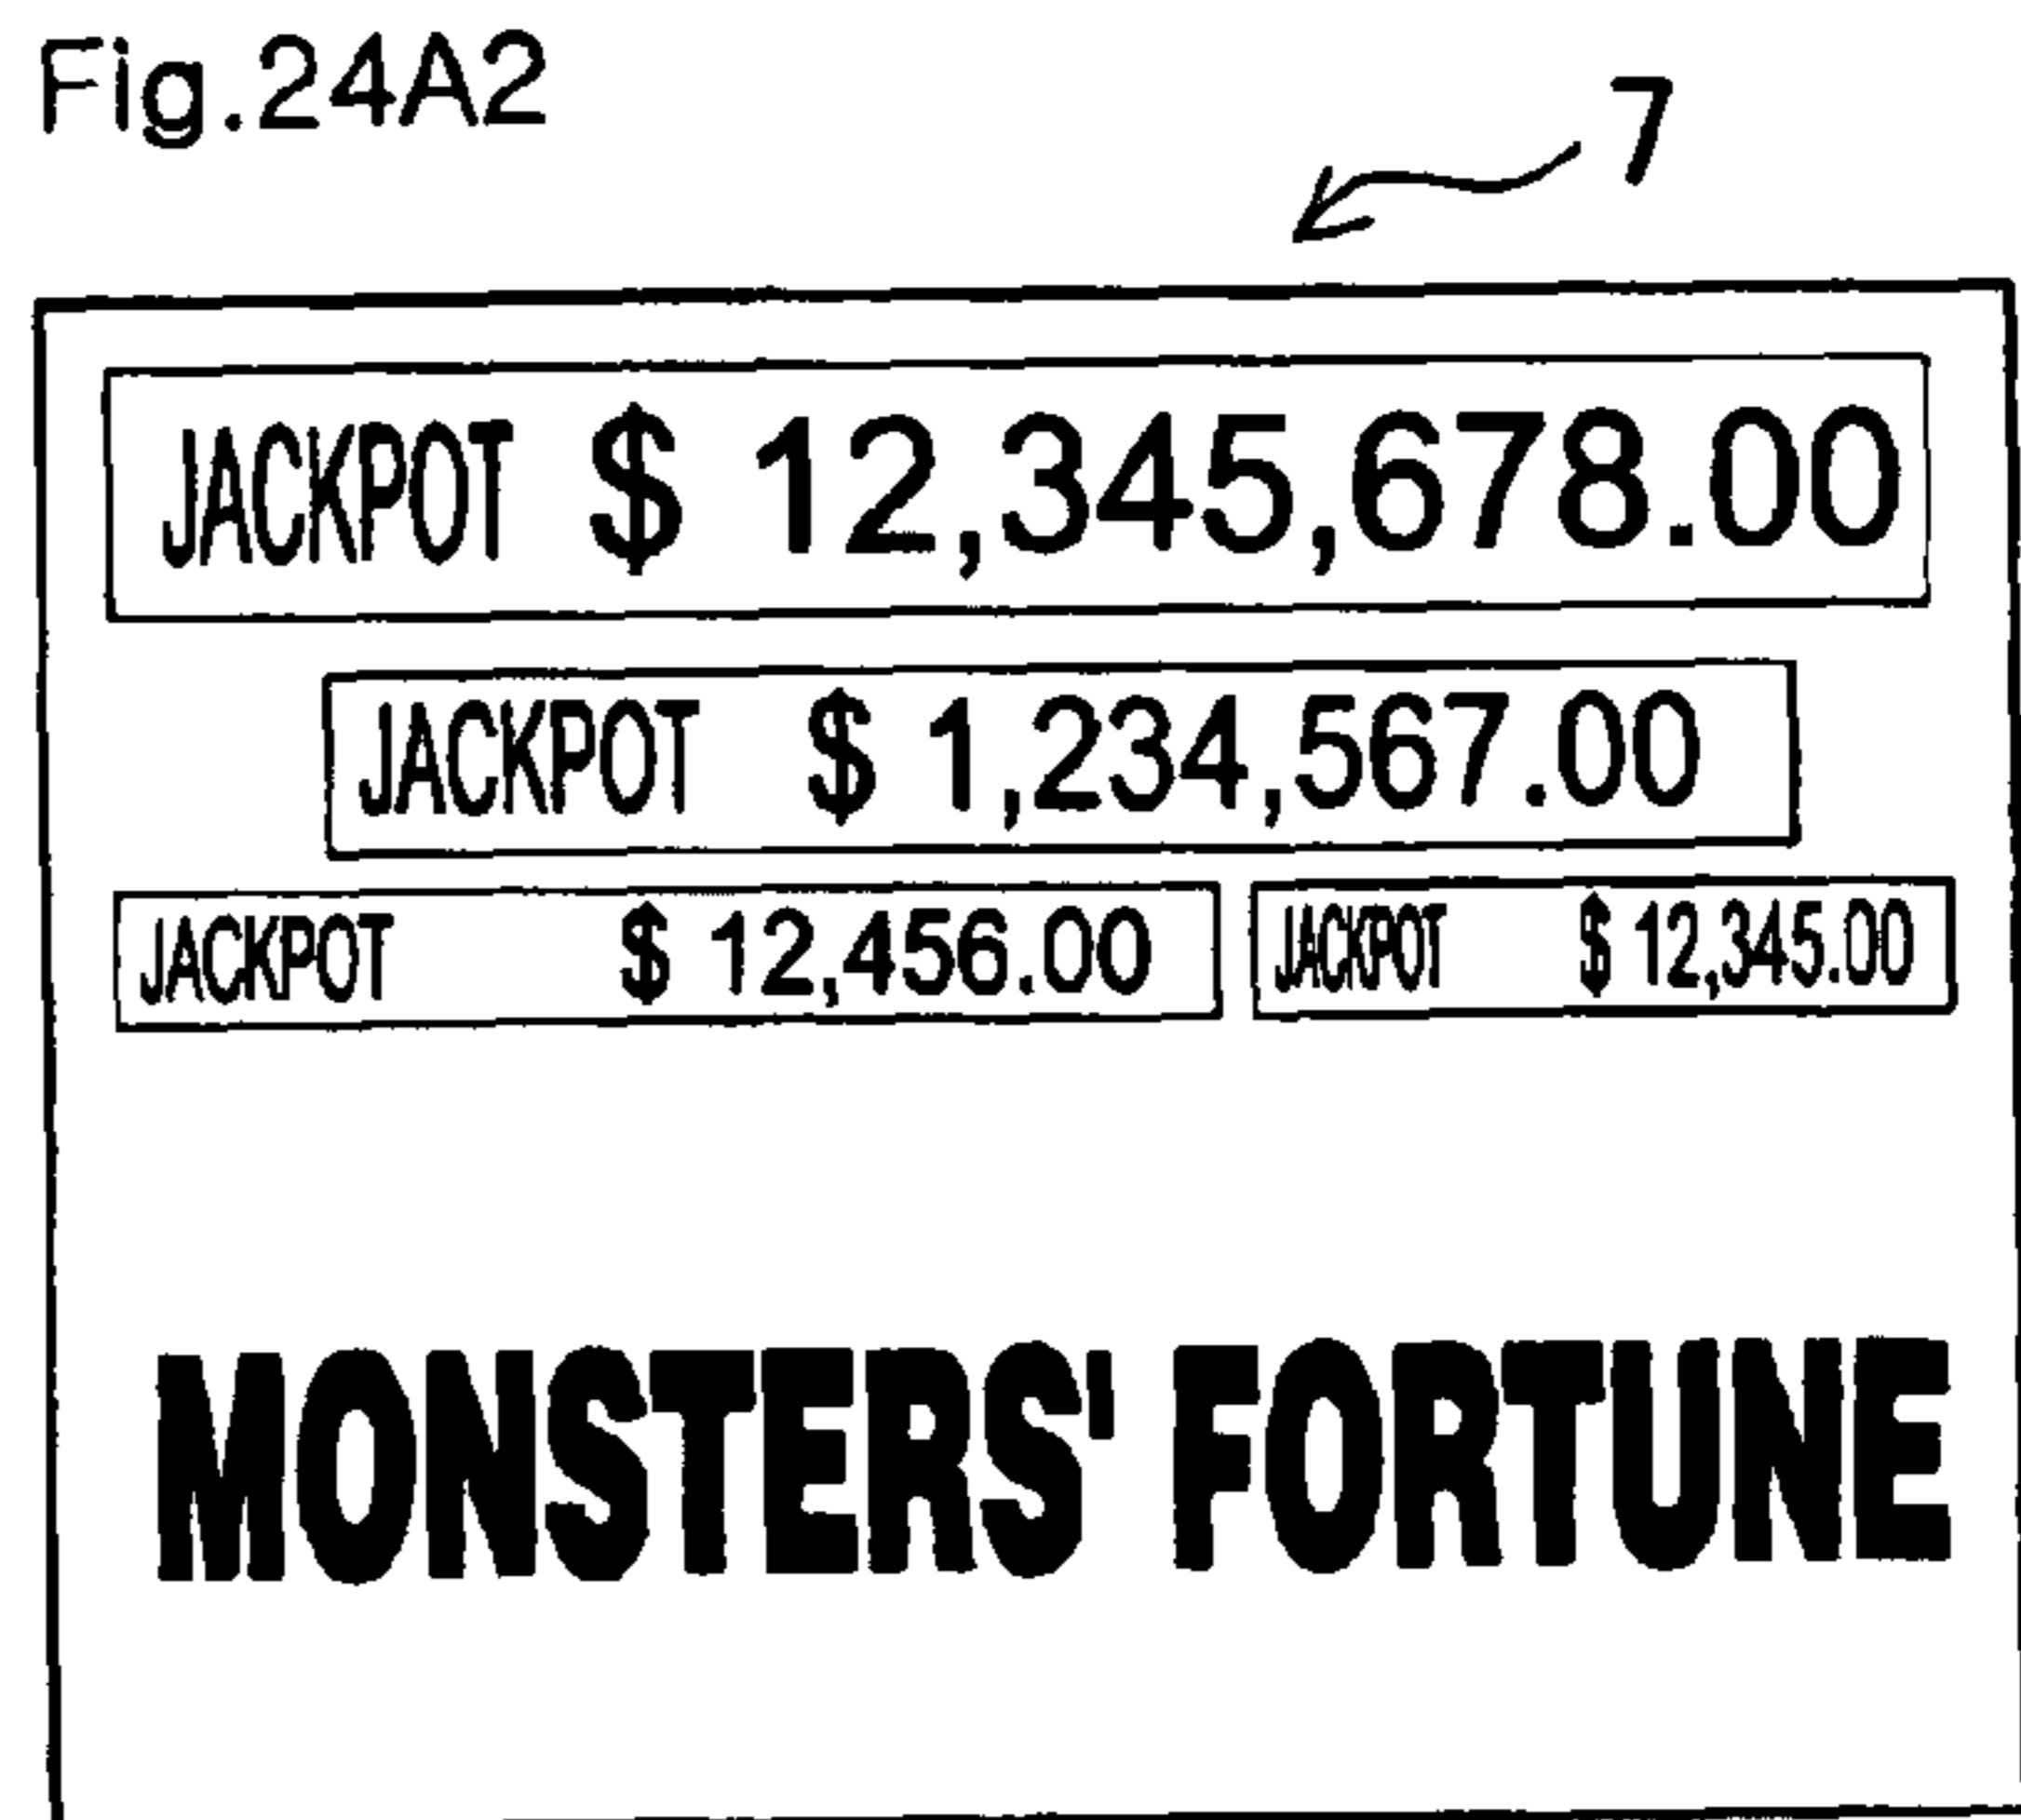 Fig.24A2
7
JACKPOT $ 12,345,678.00
JACKPOT $ 1,234,567.00
JACKPOT $ 12,456.00 JACKPOT $ 12,345.00
MONSTERS' FORTUNE